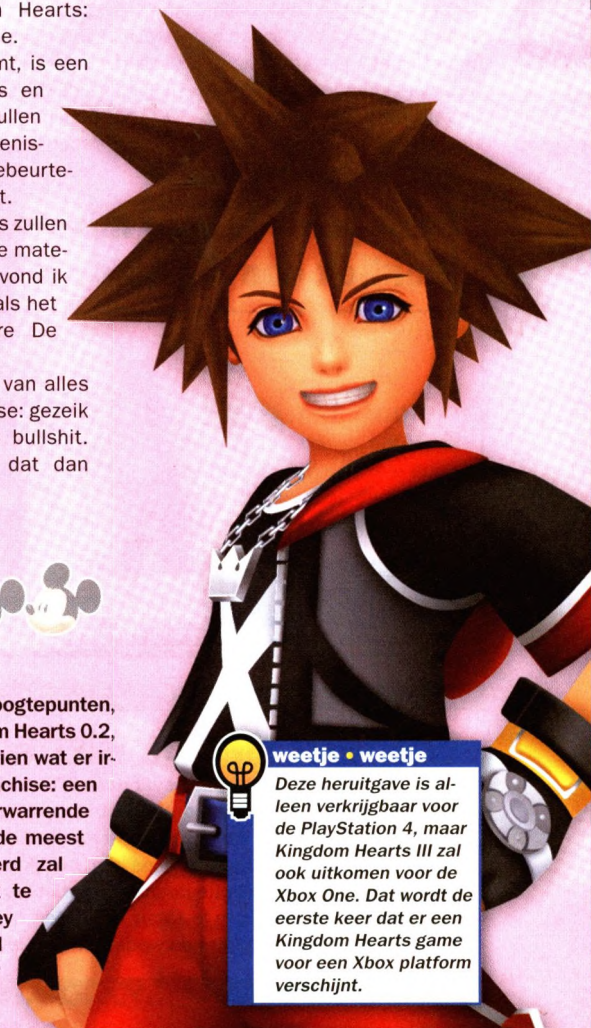 Hearts:
e.
nt, is een
s en
ullen
enis-
ebeurte-
t.
s zullen
e mate-
vond ik
als het
re De
van alles
se: gezeik
bullshit.
dat dan
oogtepunten,
m Hearts 0.2,
ien wat er ir-
nchise: een
erwarrende
de meest
erd zal
te
ey
weetje • weetje
Deze heruitgave is al-
leen verkrijgbaar voor
de PlayStation 4, maar
Kingdom Hearts III zal
ook uitkomen voor de
Xbox One. Dat wordt de
eerste keer dat er een
Kingdom Hearts game
voor een Xbox platform
verschijnt.